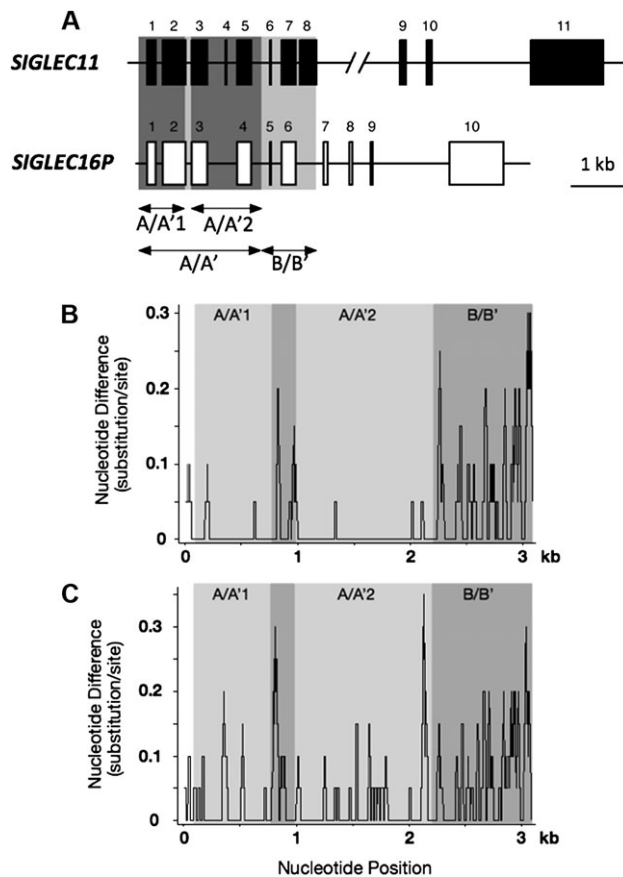 A
1 2 3 4 5 6 7 8 9 10 11
SIGLEC11
1 2 3 4 5 6 7 8 9 10
SIGLEC16P
1 kb
A/A'1 A/A'2
A/A' B/B'
B
A/A'1 A/A'2 B/B'
Nucleotide Difference
(substitution/site)
0.3
0.2
0.1
0
0 1 2 3 kb
C
A/A'1 A/A'2 B/B'
Nucleotide Difference
(substitution/site)
0.3
0.2
0.1
0
0 1 2 3 kb
Nucleotide Position